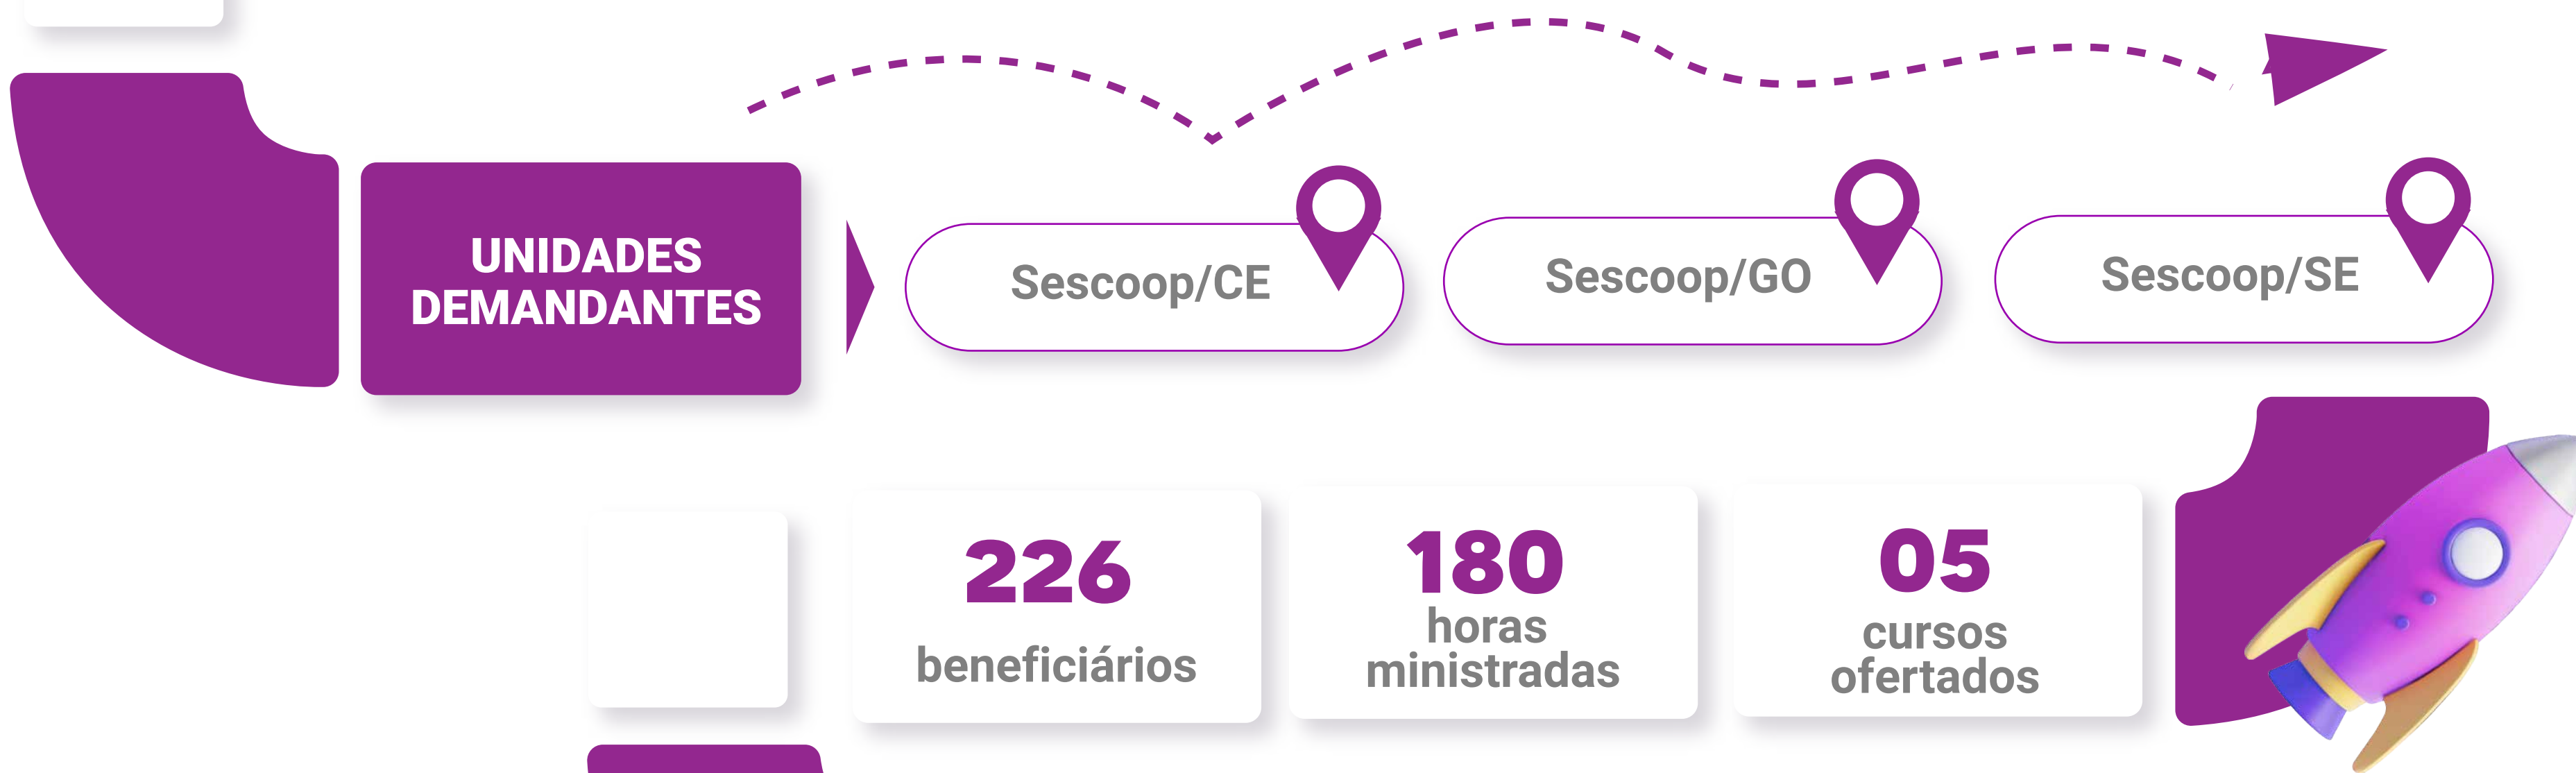 UNIDADES
DEMANDANTES
Sescoop/CE
Sescoop/GO
Sescoop/SE
226
beneficiários
180
horas
ministradas
05
cursos
ofertados